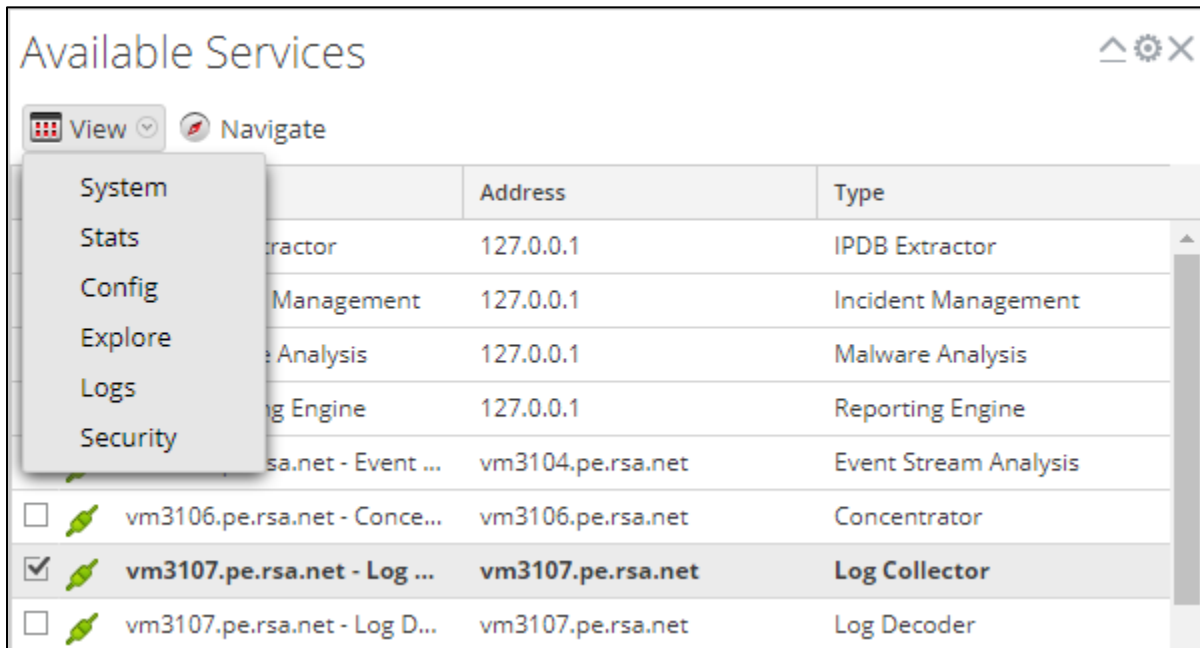 Available Services
View Navigate
System
Stats
Config
Explore
Logs
Security
Address Type
127.0.0.1 IPDB Extractor
Management 127.0.0.1 Incident Management
Analysis 127.0.0.1 Malware Analysis
Engine 127.0.0.1 Reporting Engine
sa.net - Event ... vm3104.pe.rsa.net Event Stream Analysis
vm3106.pe.rsa.net - Conce... vm3106.pe.rsa.net Concentrator
vm3107.pe.rsa.net - Log ... vm3107.pe.rsa.net Log Collector
vm3107.pe.rsa.net - Log D... vm3107.pe.rsa.net Log Decoder